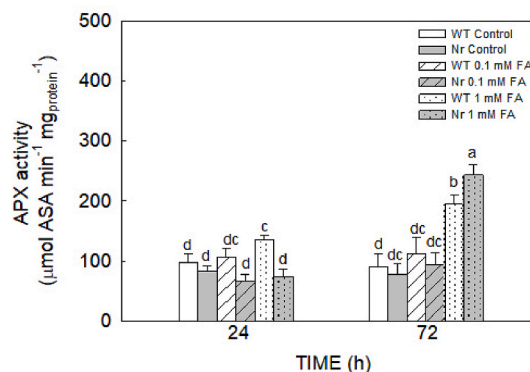 500
400
300
200
100
0
APX activity
(μmol ASA min⁻¹ mg protein⁻¹)
WT Control
Nr Control
WT 0.1 mM FA
Nr 0.1 mM FA
WT 1 mM FA
Nr 1 mM FA
d d dc d c d
d dc dc dc b a
24 72
TIME (h)